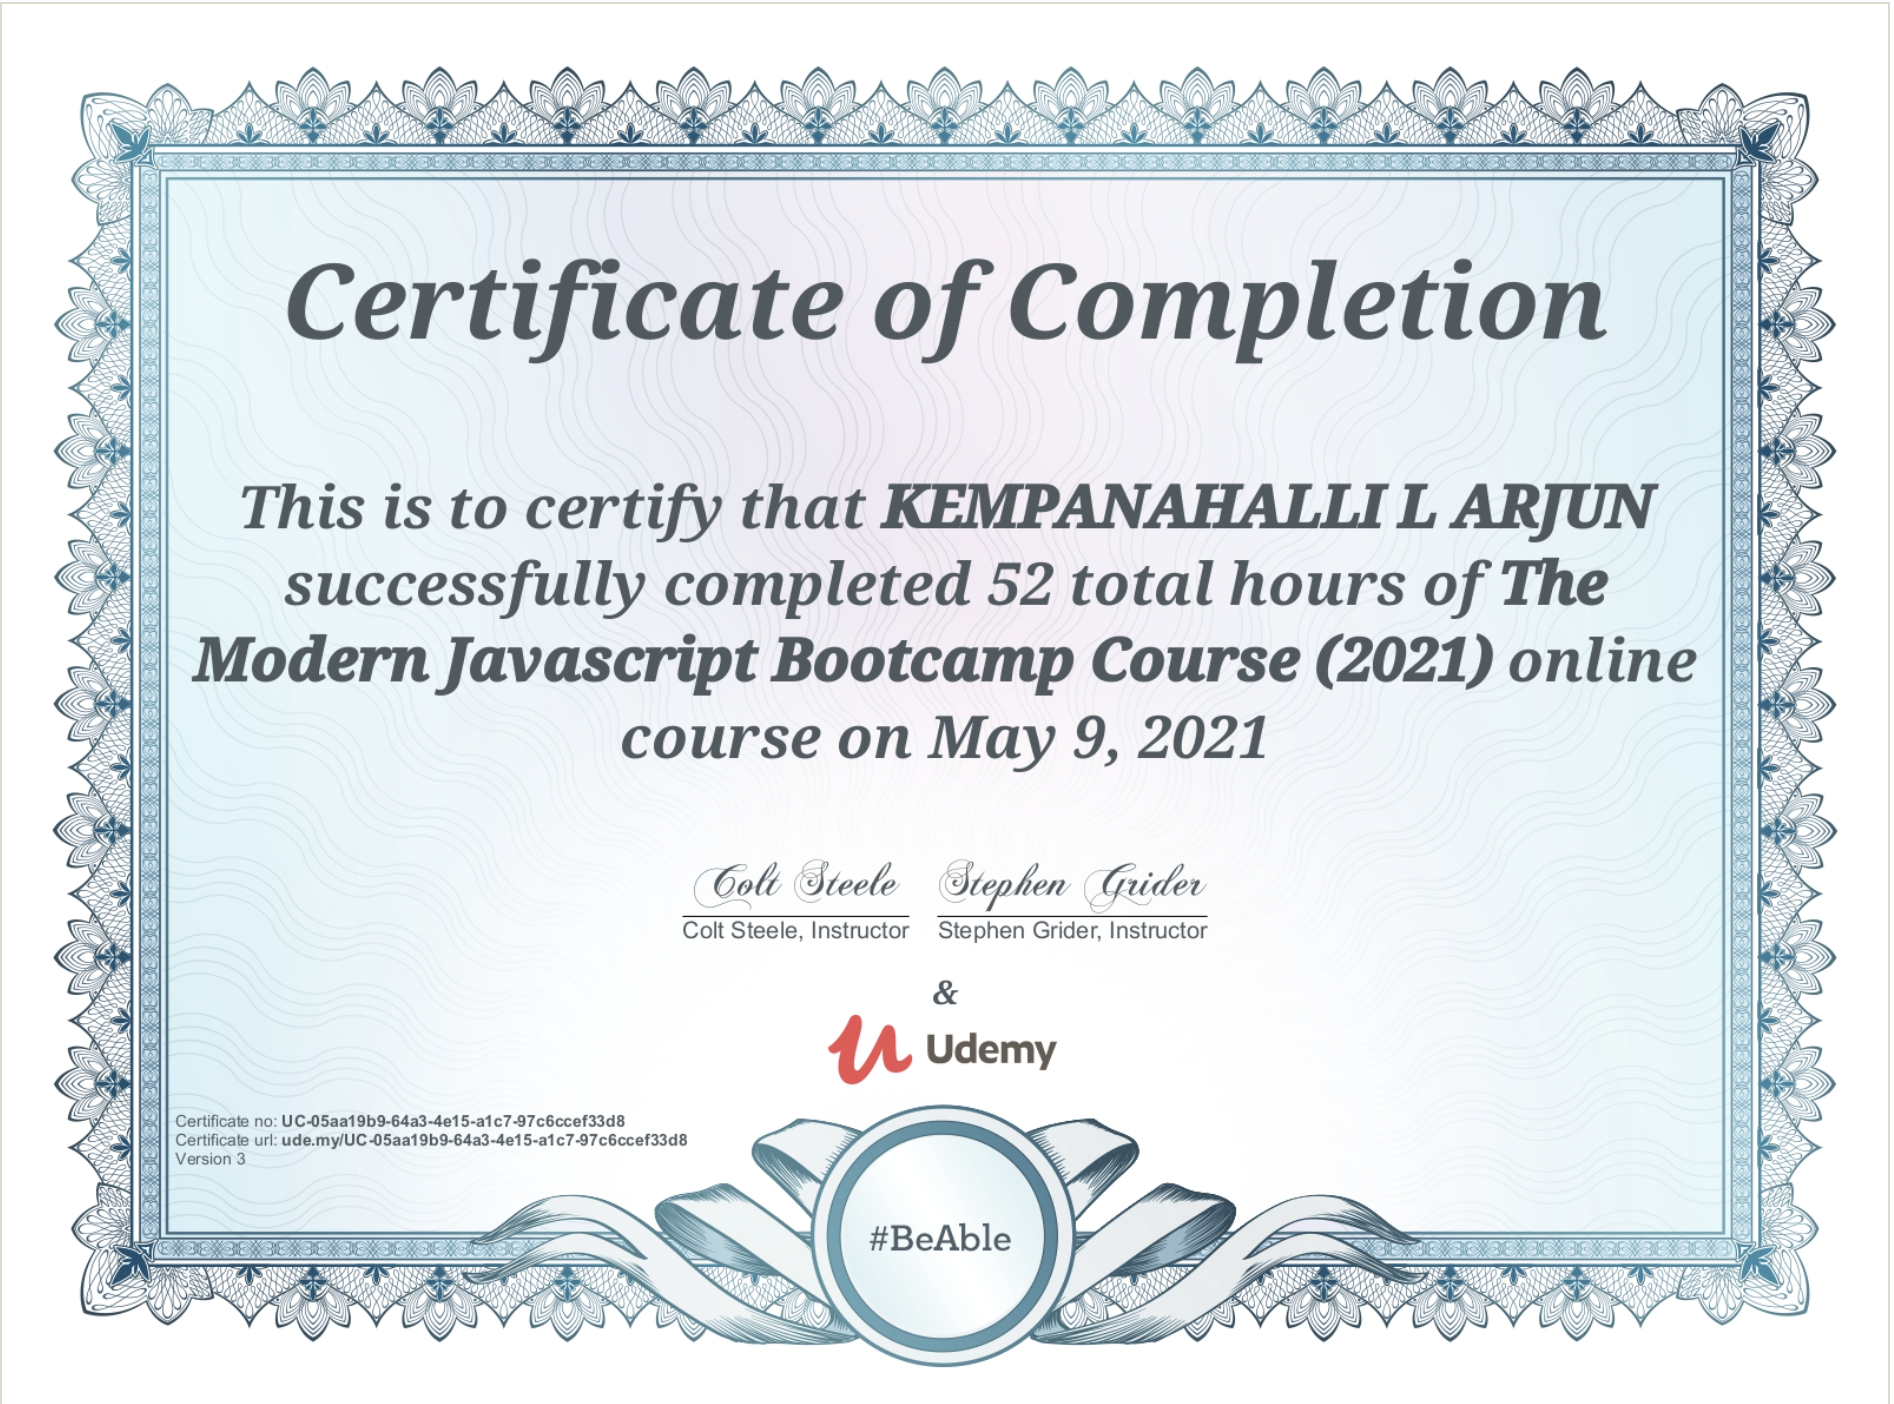 Certificate of Completion
This is to certify that KEMPANAHALLI L ARJUN
successfully completed 52 total hours of The
Modern Javascript Bootcamp Course (2021) online
course on May 9, 2021
Colt Steele Stephen Grider
Colt Steele, Instructor Stephen Grider, Instructor
&
Udemy
Certificate no: UC-05aa19b9-64a3-4e15-a1c7-97c6ccef33d8
Certificate url: ude.my/UC-05aa19b9-64a3-4e15-a1c7-97c6ccef33d8
Version 3
#BeAble